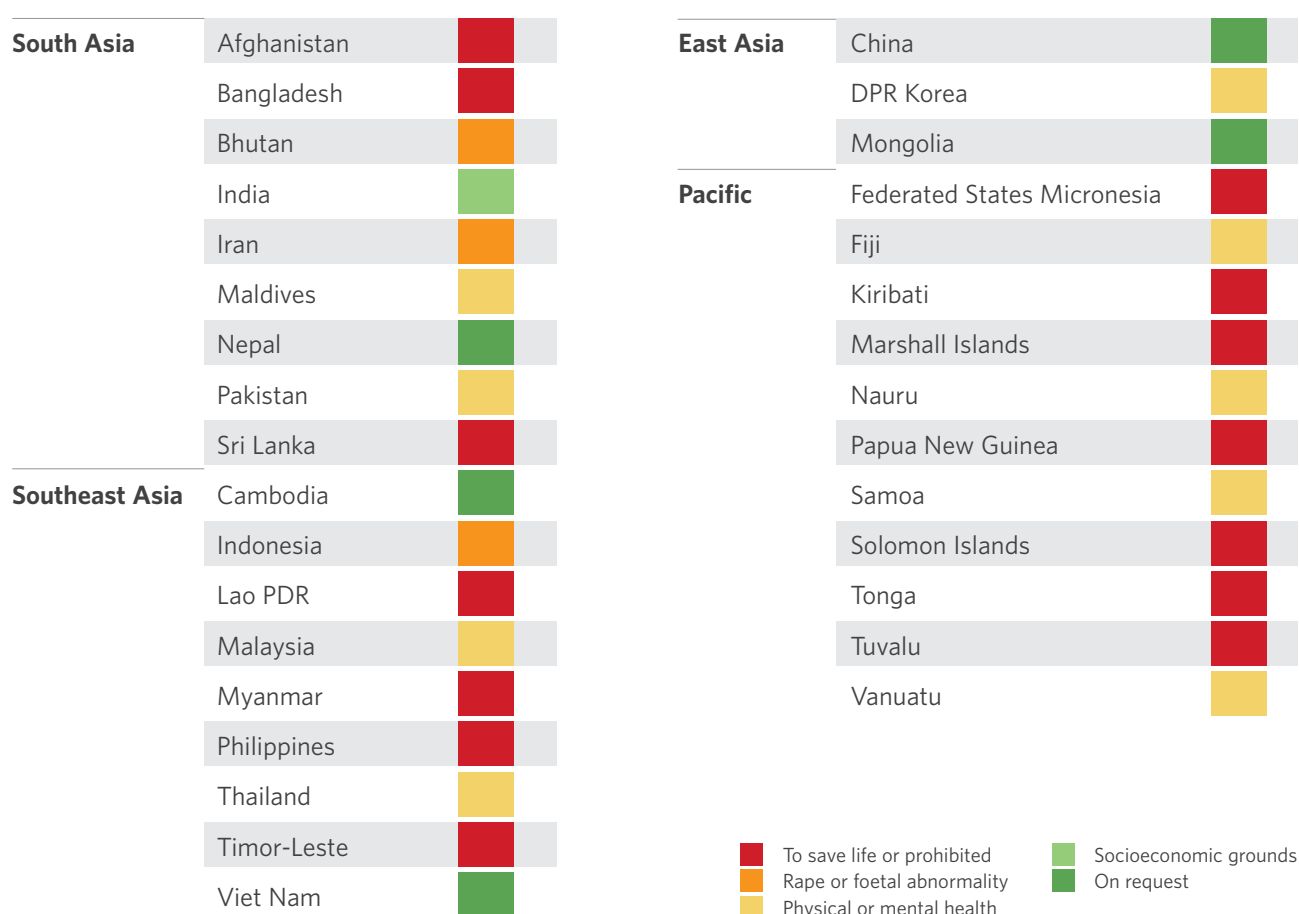 South Asia
Afghanistan
Bangladesh
Bhutan
India
Iran
Maldives
Nepal
Pakistan
Sri Lanka
Southeast Asia
Cambodia
Indonesia
Lao PDR
Malaysia
Myanmar
Philippines
Thailand
Timor-Leste
Viet Nam
East Asia
China
DPR Korea
Mongolia
Pacific
Federated States Micronesia
Fiji
Kiribati
Marshall Islands
Nauru
Papua New Guinea
Samoa
Solomon Islands
Tonga
Tuvalu
Vanuatu
To save life or prohibited
Rape or foetal abnormality
Physical or mental health
Socioeconomic grounds
On request